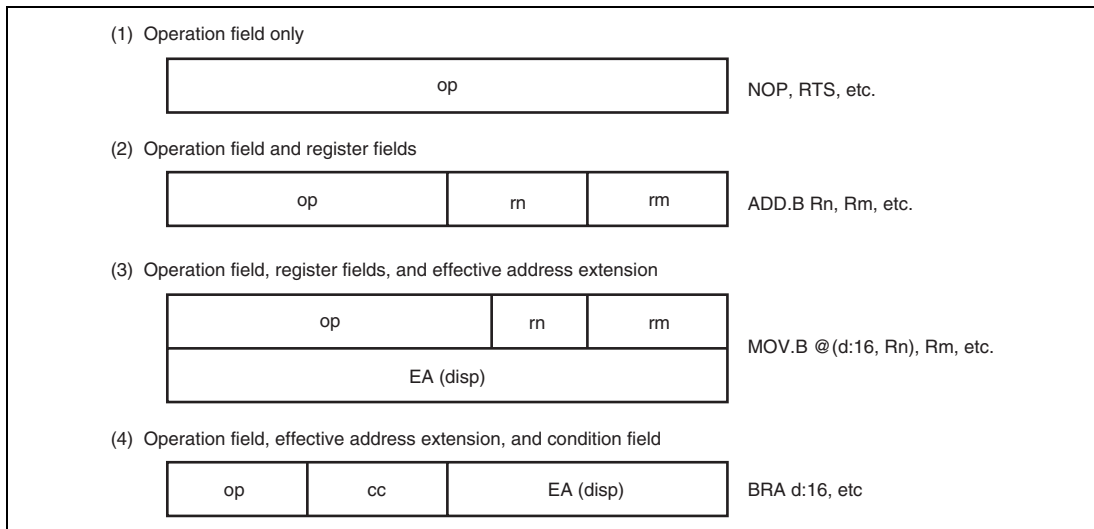 (1) Operation field only
op
NOP, RTS, etc.
(2) Operation field and register fields
op rn rm
ADD.B Rn, Rm, etc.
(3) Operation field, register fields, and effective address extension
op rn rm
EA (disp)
MOV.B @(d:16, Rn), Rm, etc.
(4) Operation field, effective address extension, and condition field
op cc EA (disp)
BRA d:16, etc